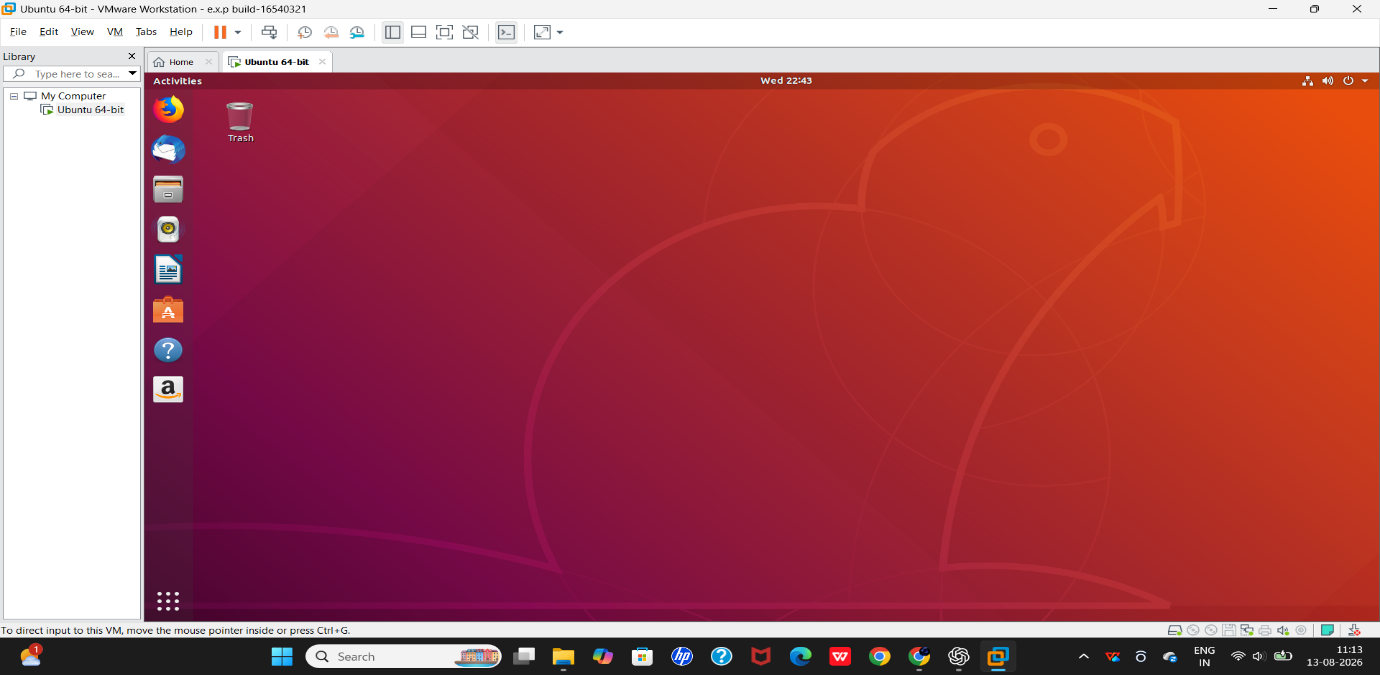 Ubuntu 64-bit - VMware Workstation - e.x.p build-16540321
File Edit View VM Tabs Help
Library
Type here to sea...
Home
Ubuntu 64-bit
My Computer
Ubuntu 64-bit
Activities
Wed 22:43
Trash
A
?
a
To direct input to this VM, move the mouse pointer inside or press Ctrl+G.
1
Search
hp
?
W
ENG
IN
11:13
13-08-2026